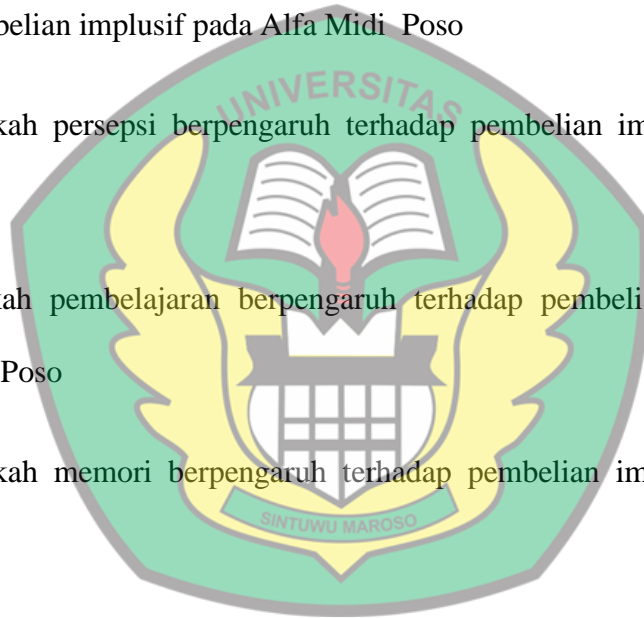 belian implusif pada Alfa Midi Poso
UNIVERSITAS
kah persepsi berpengaruh terhadap pembelian im
kah pembelajaran berpengaruh terhadap pembeli
Poso
kah memori berpengaruh terhadap pembelian im
SINTUWU MAROSO